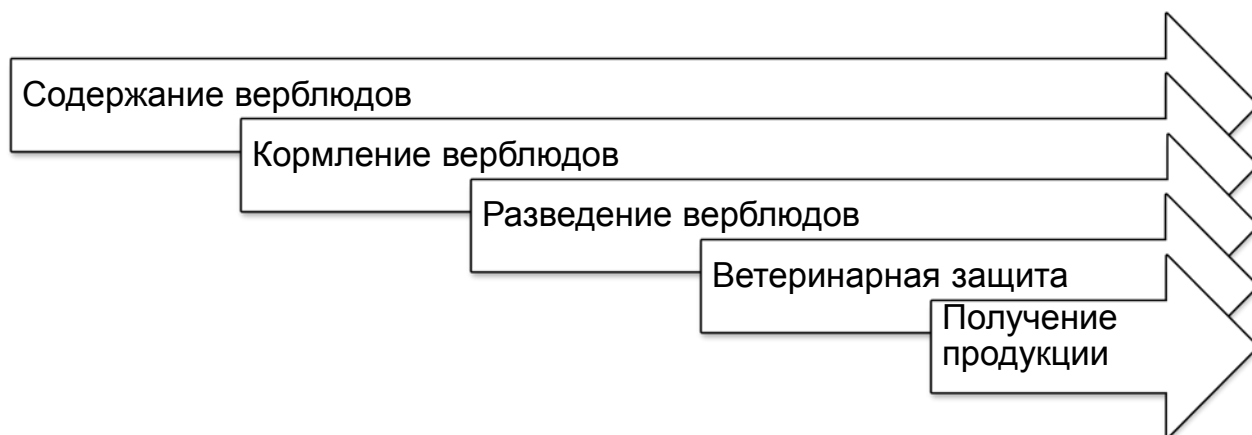 Содержание верблюдов
Кормление верблюдов
Разведение верблюдов
Ветеринарная защита
Получение
продукции